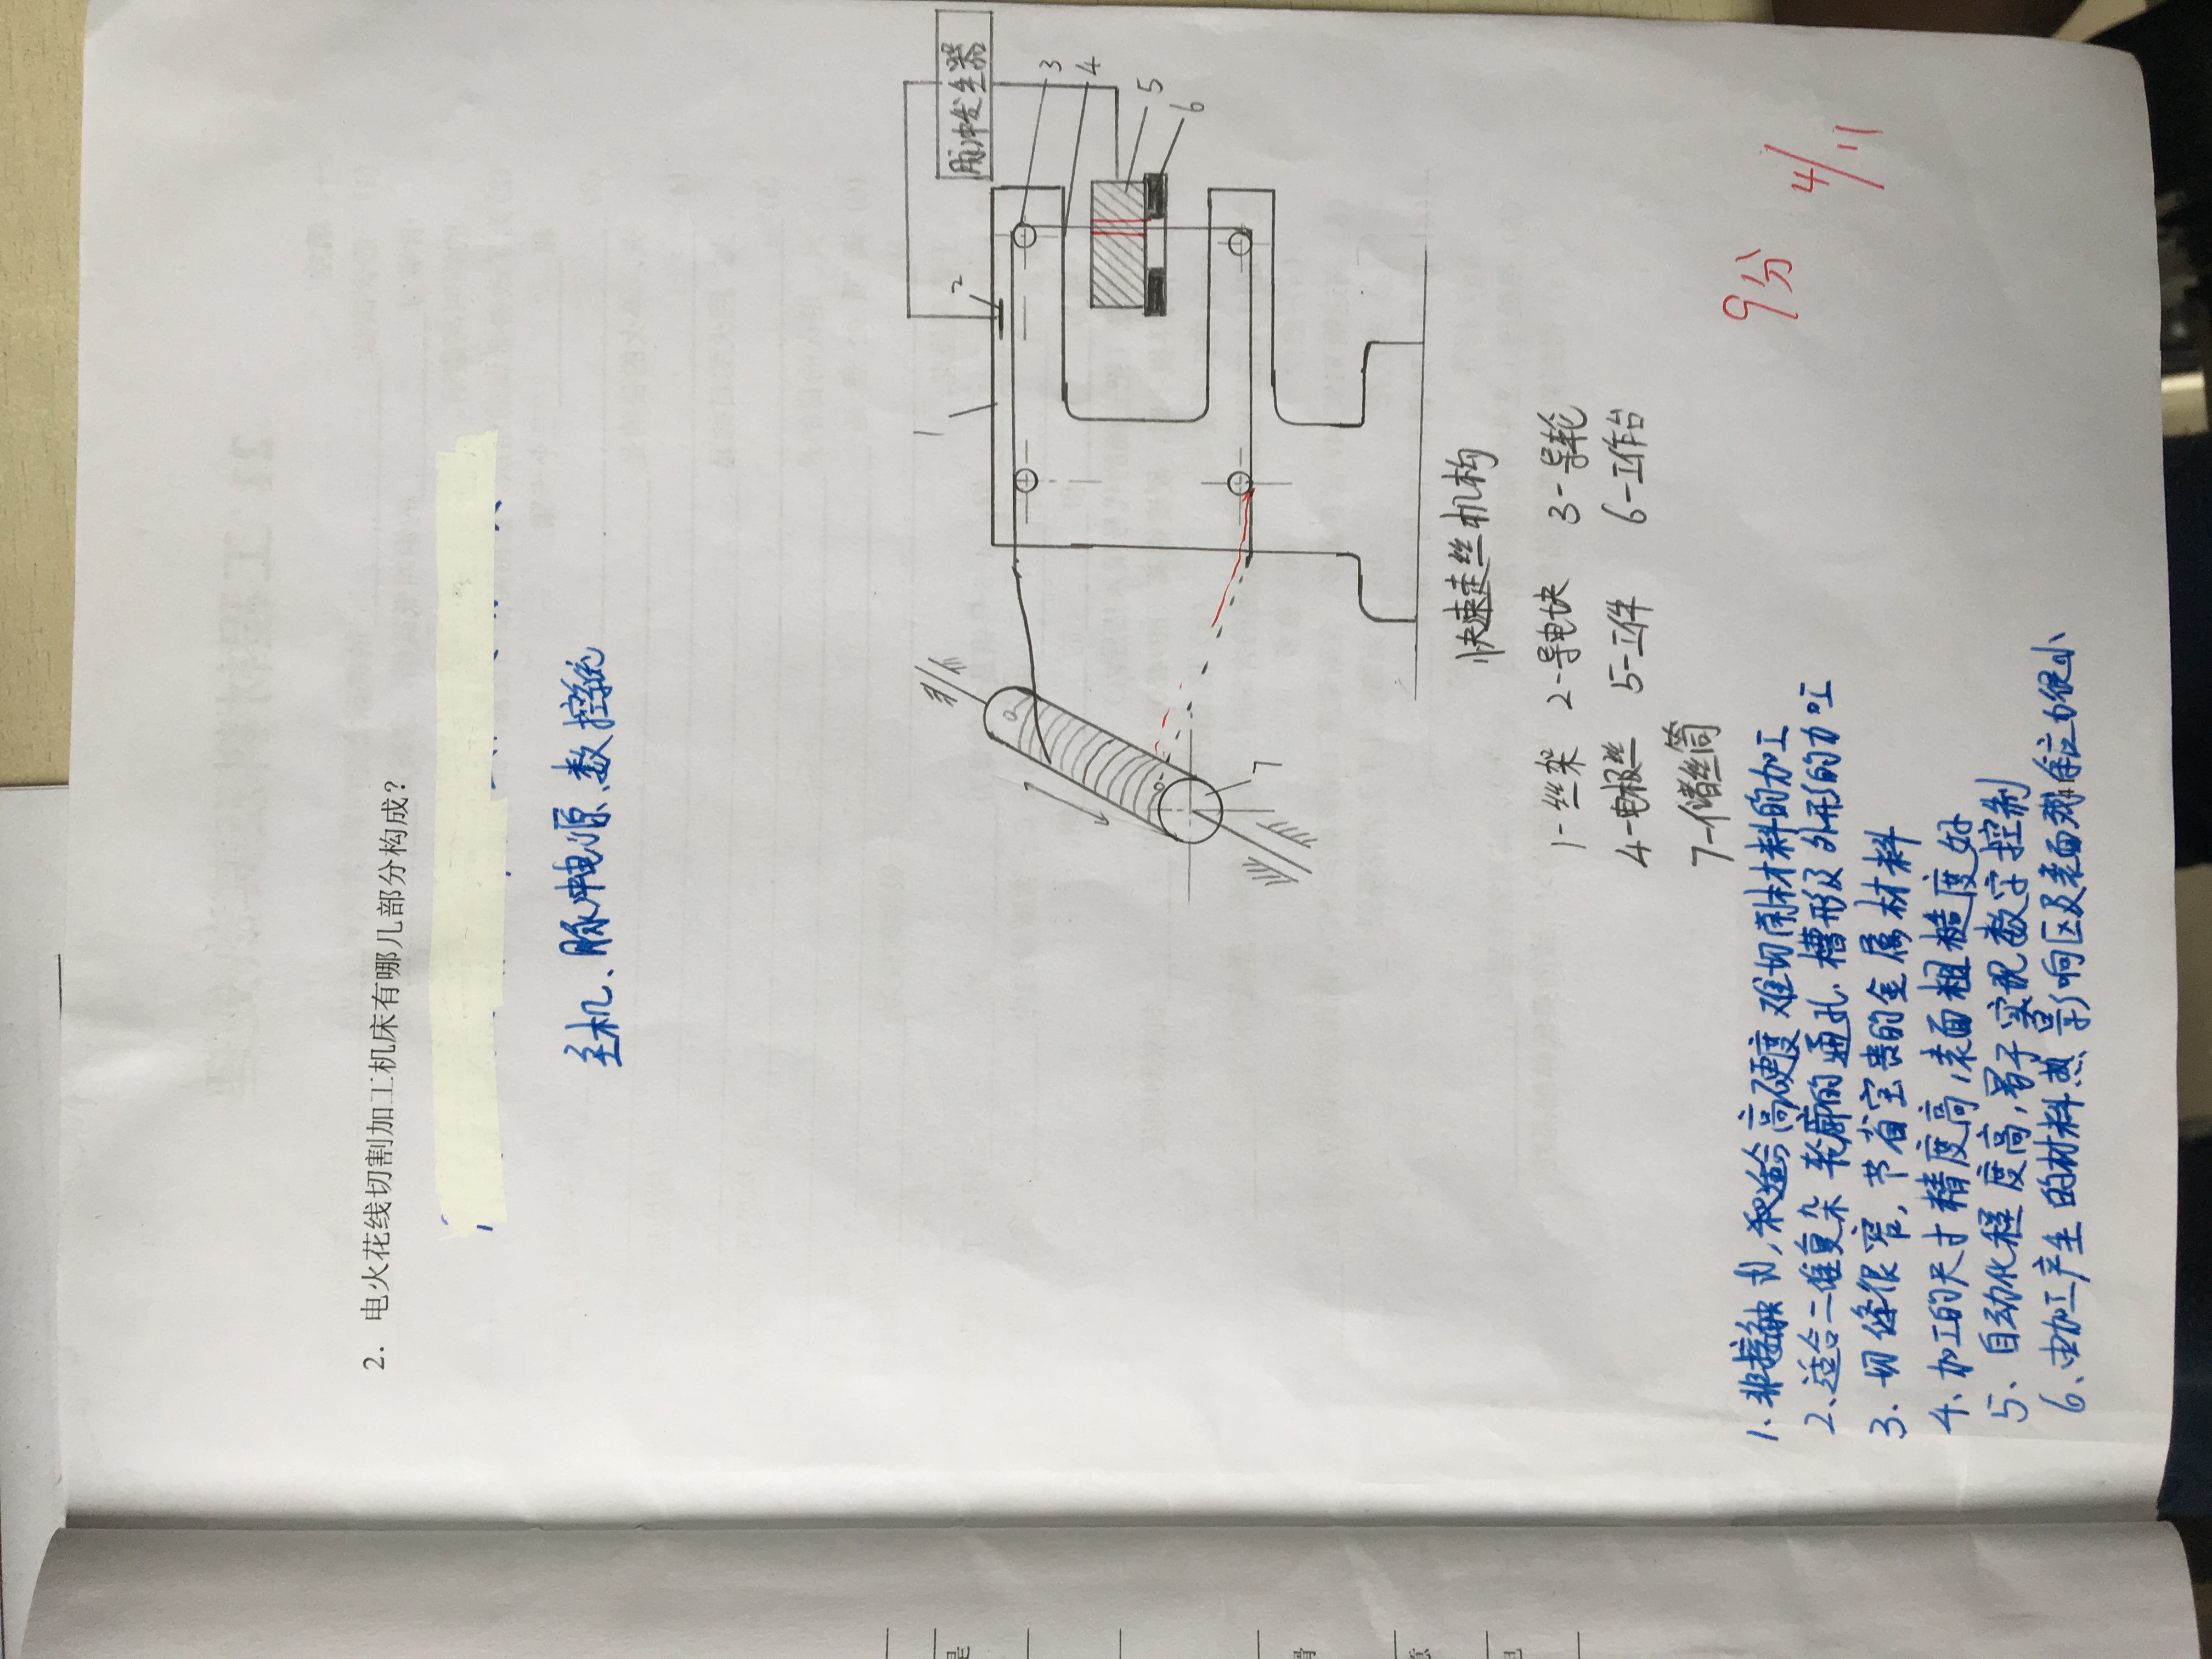 2. 电火花线切割加工机床有哪几部分构成?
主机、脉冲电源、数控系统
1
2
脉冲发生器
3
4
5
6
7
快速走丝机构
1-丝架 2-导电块 3-导轮
4-电极丝 5-工件 6-工作台
7-储丝筒
1、非接触式,和适合高硬度难切削材料的加工
2、适合二维复杂轮廓的通孔、槽形及外形的加工
3、切缝很窄,节省宝贵的金属材料
4、加工的尺寸精度高,表面粗糙度好
5、自动化程度高,易于实现数字控制
6、由加工产生的材料热影响区及表面残余应力很小
9分
4/11
是
滑
意